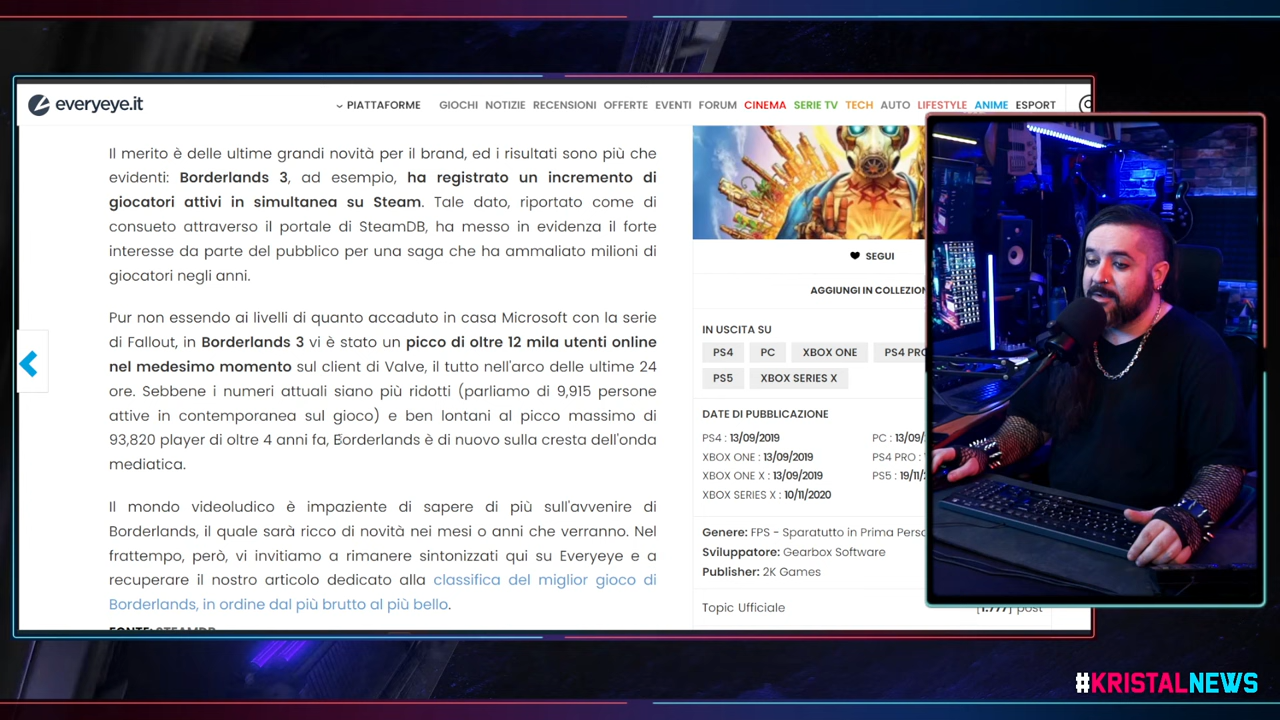 everyeye.it
PIATTAFORME GIOCHI NOTIZIE RECENSIONI OFFERTE EVENTI FORUM CINEMA SERIE TV TECH AUTO LIFESTYLE ANIME ESPORT
Il merito è delle ultime grandi novità per il brand, ed i risultati sono più che
evidenti: Borderlands 3, ad esempio, ha registrato un incremento di
giocatori attivi in simultanea su Steam. Tale dato, riportato come di
consueto attraverso il portale di SteamDB, ha messo in evidenza il forte
interesse da parte del pubblico per una saga che ha ammaliato milioni di
giocatori negli anni.
Pur non essendo ai livelli di quanto accaduto in casa Microsoft con la serie
di Fallout, in Borderlands 3 vi è stato un picco di oltre 12 mila utenti online
nel medesimo momento sul client di Valve, il tutto nell'arco delle ultime 24
ore. Sebbene i numeri attuali siano più ridotti (parliamo di 9,915 persone
attive in contemporanea sul gioco) e ben lontani al picco massimo di
93,820 player di oltre 4 anni fa, Borderlands è di nuovo sulla cresta dell'onda
mediatica.
Il mondo videoludico è impaziente di sapere di più sull'avvenire di
Borderlands, il quale sarà ricco di novità nei mesi o anni che verranno. Nel
frattempo, però, vi invitiamo a rimanere sintonizzati qui su Everyeye e a
recuperare il nostro articolo dedicato alla classifica del miglior gioco di
Borderlands, in ordine dal più brutto al più bello.
FONTE: STEAMDB
SEGUI
AGGIUNGI IN COLLEZION
IN USCITA SU
PS4 PC XBOX ONE PS4 PRO
PS5 XBOX SERIES X
DATE DI PUBBLICAZIONE
PS4 : 13/09/2019 PC : 13/09/
XBOX ONE : 13/09/2019 PS4 PRO :
XBOX ONE X : 13/09/2019 PS5 : 19/11/
XBOX SERIES X : 10/11/2020
Genere: FPS - Sparatutto in Prima Perso
Sviluppatore: Gearbox Software
Publisher: 2K Games
Topic Ufficiale [1.777] post
#KRISTALNEWS